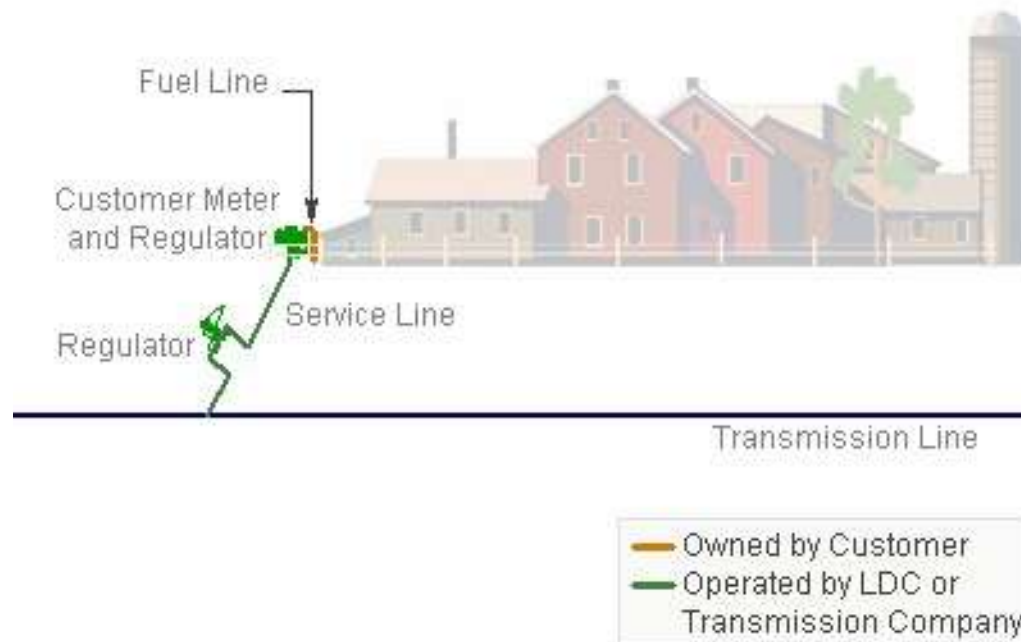 Fuel Line
Customer Meter
and Regulator
Service Line
Regulator
Transmission Line
Owned by Customer
Operated by LDC or
Transmission Company